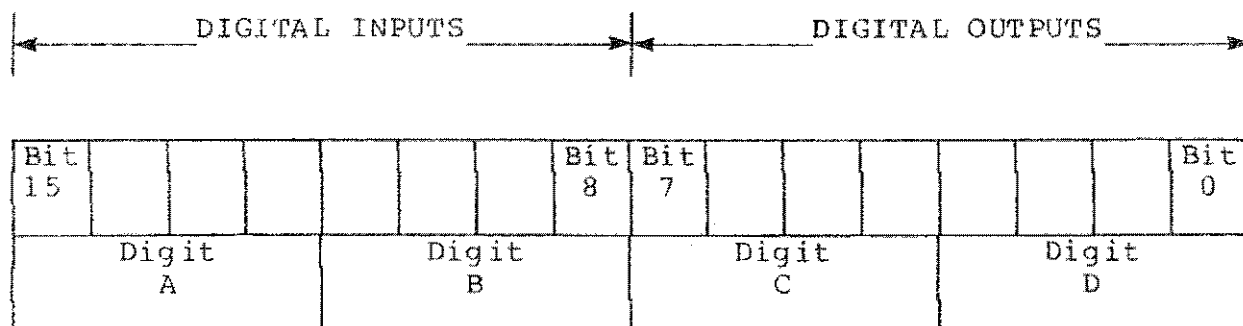 DIGITAL INPUTS DIGITAL OUTPUTS
Bit Bit Bit Bit
15 8 7 0
Digit Digit Digit Digit
A B C D